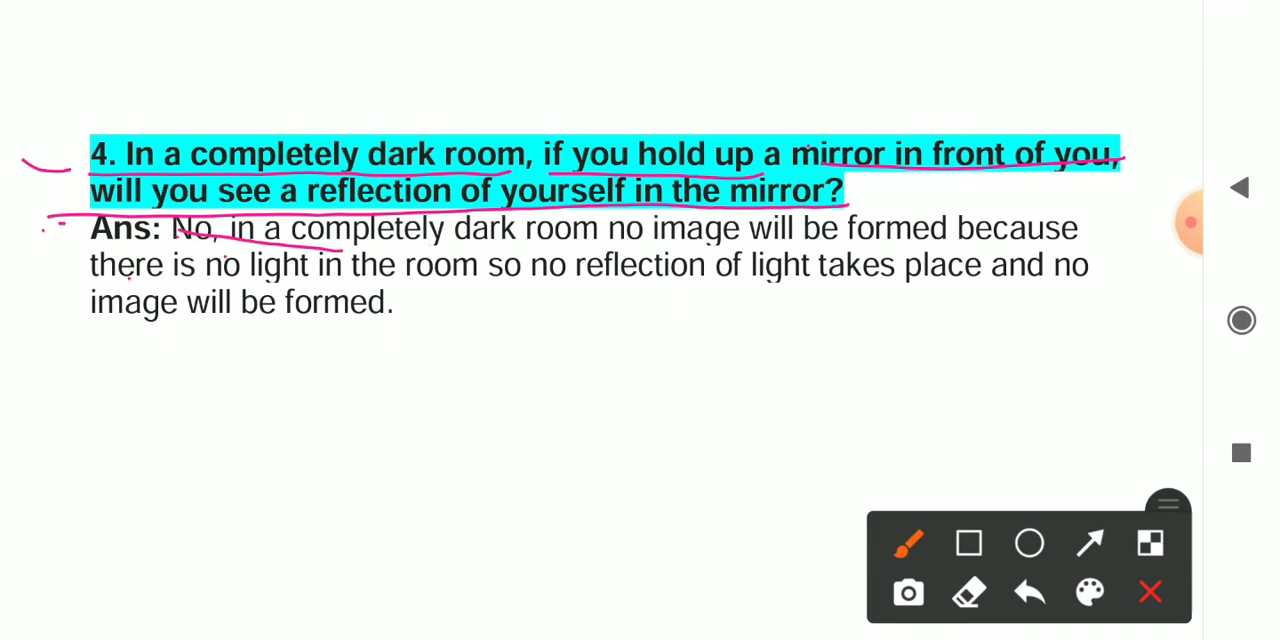 4. In a completely dark room, if you hold up a mirror in front of you,
will you see a reflection of yourself in the mirror?
Ans: No, in a completely dark room no image will be formed because
there is no light in the room so no reflection of light takes place and no
image will be formed.